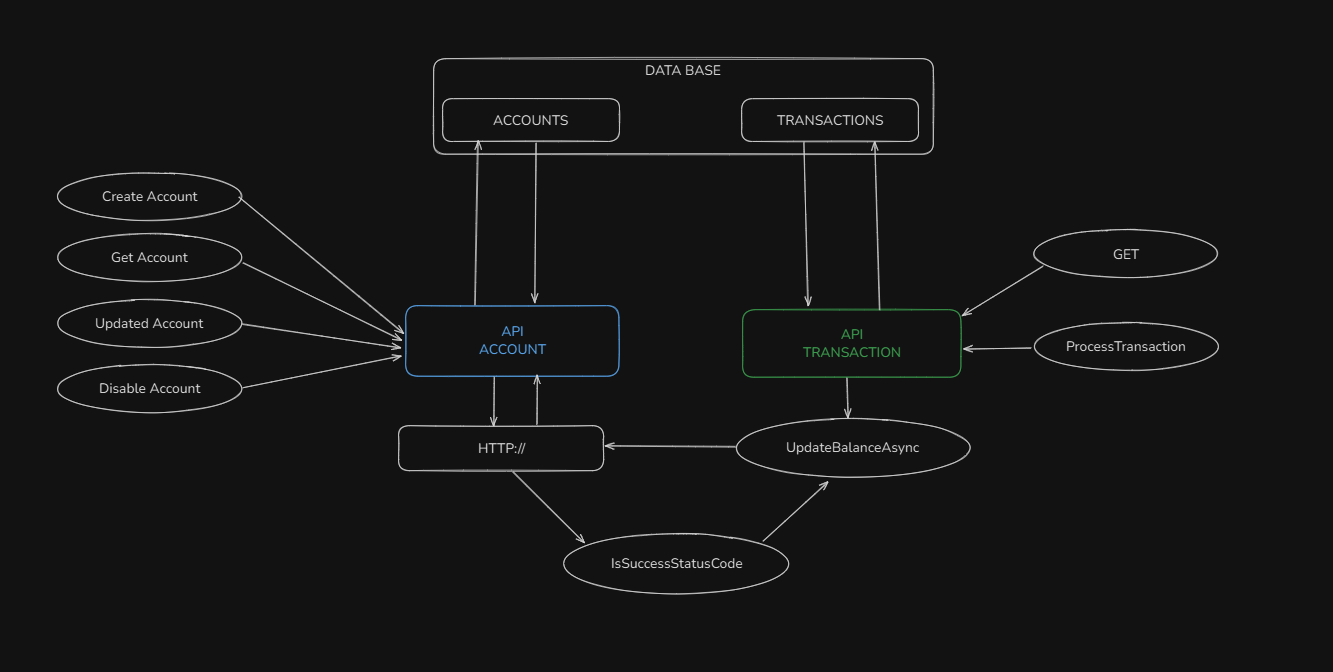 DATA BASE
ACCOUNTS
TRANSACTIONS
Create Account
Get Account
Updated Account
Disable Account
API
ACCOUNT
API
TRANSACTION
GET
ProcessTransaction
HTTP://
UpdateBalanceAsync
IsSuccessStatusCode